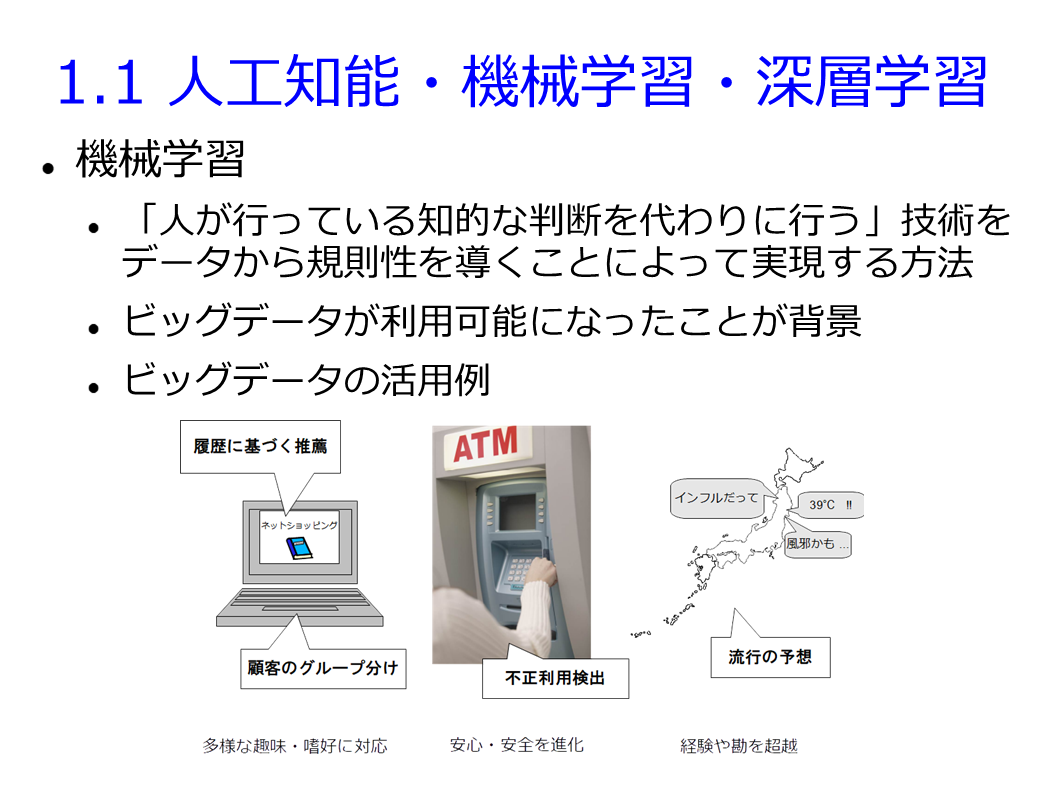 1.1 人工知能・機械学習・深層学習
機械学習
「人が行っている知的な判断を代わりに行う」技術を
データから規則性を導くことによって実現する方法
ビッグデータが利用可能になったことが背景
ビッグデータの活用例
履歴に基づく推薦
ネットショッピング
顧客のグループ分け
多様な趣味・嗜好に対応
ATM
不正利用検出
安心・安全を進化
インフルだって
39°C !!
風邪かも ...
流行の予想
経験や勘を超越